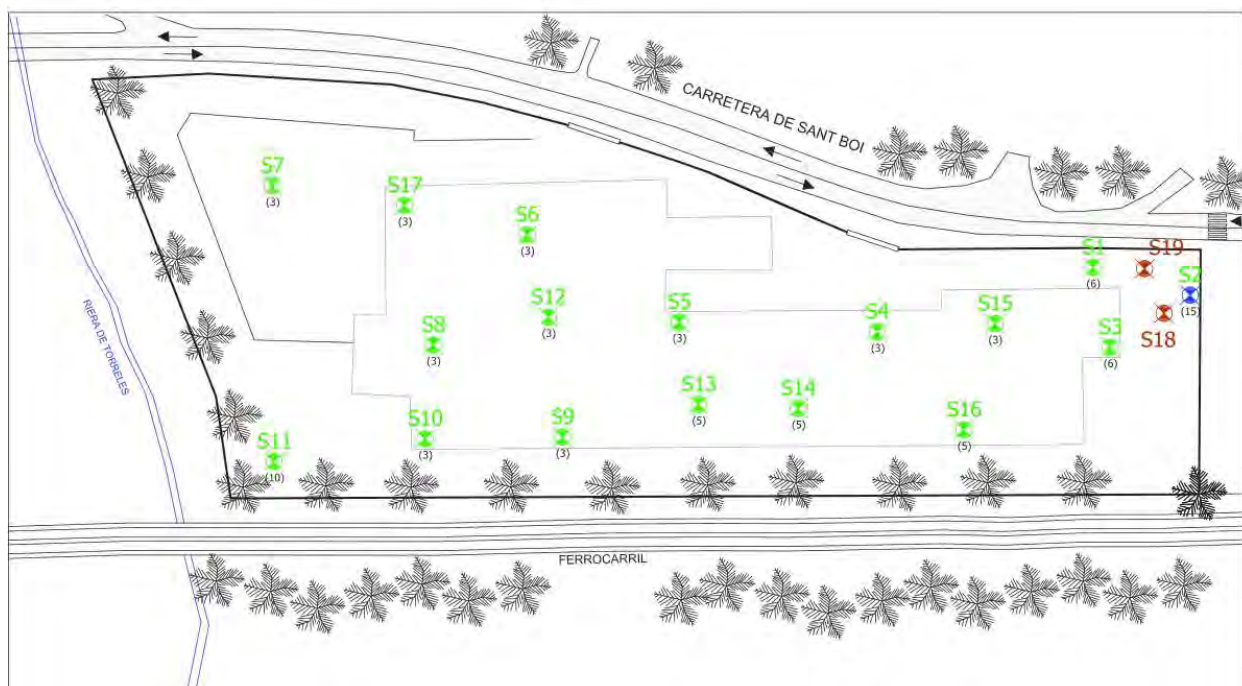 CARRETERA DE SANT BOI
S7
(3)
S17
(3)
S6
(3)
S1
(6)
S19
S2
(15)
S18
S12
(3)
S5
(3)
S4
(3)
S15
(3)
S3
(6)
S8
(3)
RIERA DE TORRELES
S13
(5)
S14
(5)
S16
(5)
S10
(3)
S9
(3)
S11
(10)
FERROCARRIL